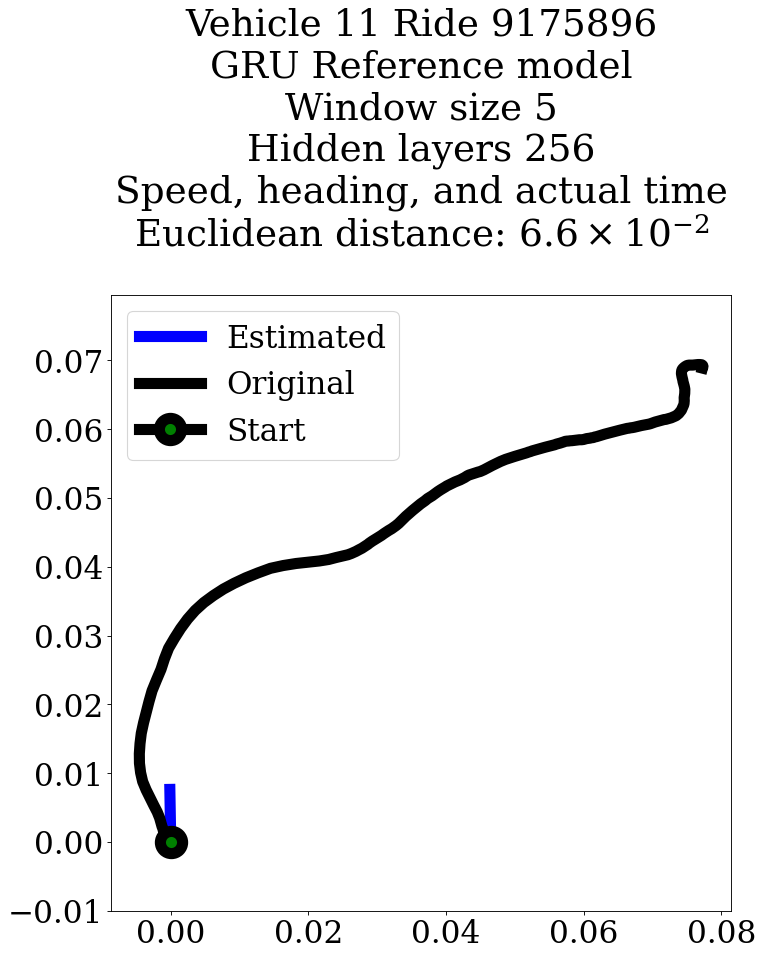 Vehicle 11 Ride 9175896
GRU Reference model
Window size 5
Hidden layers 256
Speed, heading, and actual time
Euclidean distance: 6.6 × 10⁻²
Estimated
Original
Start
0.07
0.06
0.05
0.04
0.03
0.02
0.01
0.00
−0.01
0.00 0.02 0.04 0.06 0.08